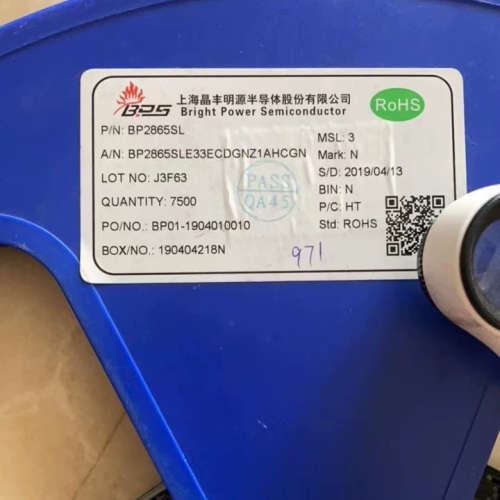 BPS
上海晶丰明源半导体股份有限公司
Bright Power Semiconductor
RoHS
P/N: BP2865SL
MSL: 3
A/N: BP2865SLE33ECDGNZ1AHCGN
Mark: N
LOT NO: J3F63
S/D: 2019/04/13
QUANTITY: 7500
BIN: N
PASS
QA45
P/C: HT
PO/NO.: BP01-1904010010
Std: ROHS
BOX/NO.: 190404218N
971